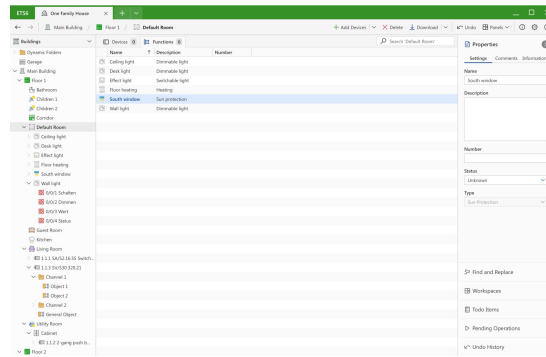 ETS6 One family House
Main Building / Floor 1 / Default Room
Add Devices Delete Download Undo Panels
Buildings
Devices 0 Functions 6
Search 'Default Room'
Properties
Settings Comments Information
Name Description Number
Dynamic Folders
Garage
Main Building
Floor 1
Bathroom
Children 1
Children 2
Corridor
Default Room
Ceiling light
Desk light
Effect light
Floor heating
South window
Wall light
0/0/1 Schalten
0/0/2 Dimmen
0/0/3 Wert
0/0/4 Status
Guest Room
Kitchen
Living Room
Channel 1
Object 1
Object 2
Channel 2
General Object
Utility Room
Cabinet
1.1.2 2-gang push b...
Floor 2
Ceiling light Dimmable light
Desk light Dimmable light
Effect light Switchable light
Floor heating Heating
South window Sun protection
Wall light Dimmable light
Name
South window
Description
Number
Status
Unknown
Type
Sun Protection
Find and Replace
Workspaces
Todo Items
Pending Operations
Undo History